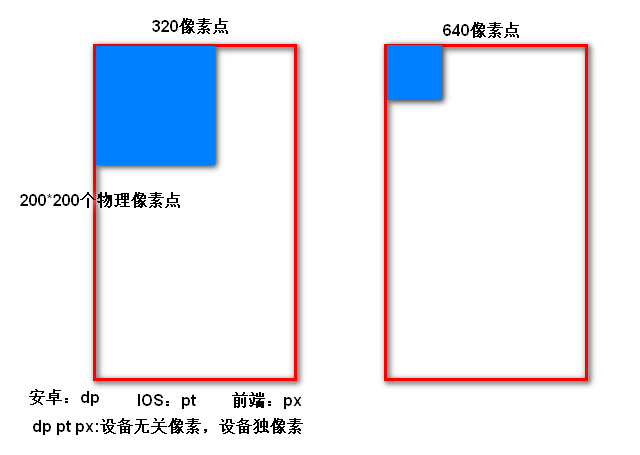 320像素点
640像素点
200*200个物理像素点
安卓：dp IOS：pt 前端：px
dp pt px:设备无关像素，设备独像素